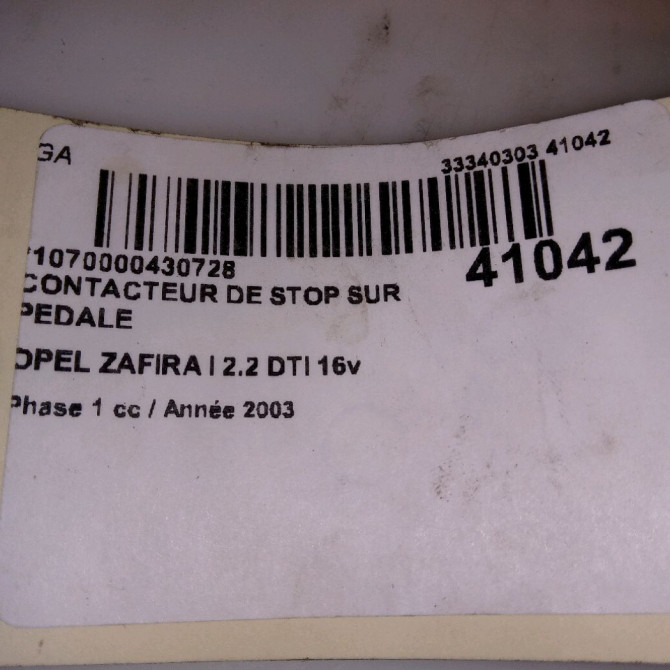 GA
33340303 41042
1070000430728
41042
CONTACTEUR DE STOP SUR
PEDALE
OPEL ZAFIRA I 2.2 DTI 16v
Phase 1 cc / Année 2003